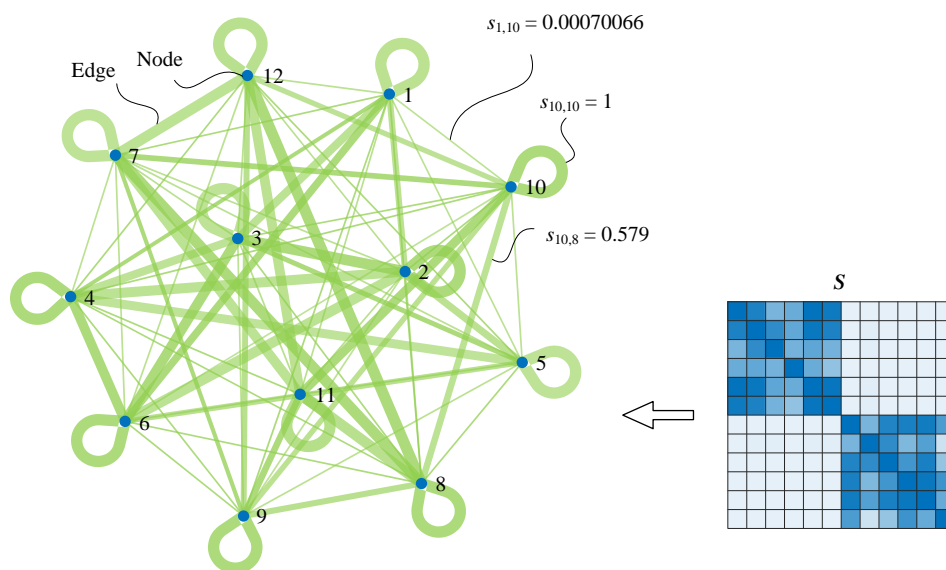 s1,10 = 0.00070066
Edge
Node
12
1
s10,10 = 1
7
10
3
s10,8 = 0.579
2
S
4
5
11
6
8
9